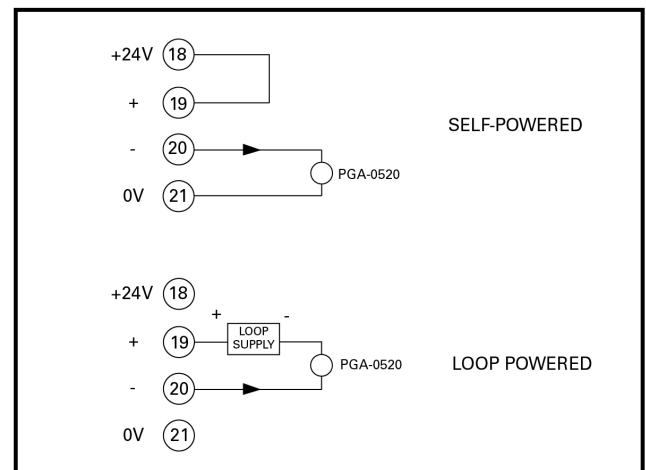 +24V 18
+ 19
- 20
0V 21
PGA-0520
SELF-POWERED
+24V 18
+ 19
- 20
0V 21
+ -
LOOP
SUPPLY
PGA-0520
LOOP POWERED